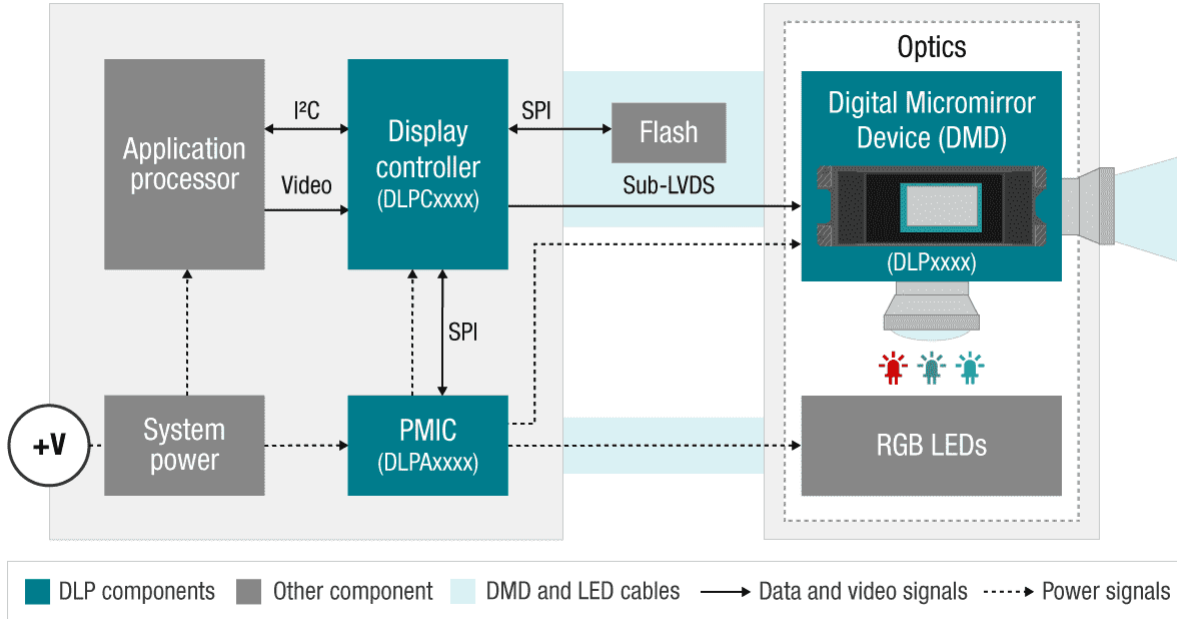 Optics
Application
processor
I²C
Video
Display
controller
(DLPCxxxx)
SPI
Flash
Sub-LVDS
Digital Micromirror
Device (DMD)
(DLPxxxx)
SPI
+V
System
power
PMIC
(DLPAxxxx)
RGB LEDs
DLP components
Other component
DMD and LED cables
Data and video signals
Power signals